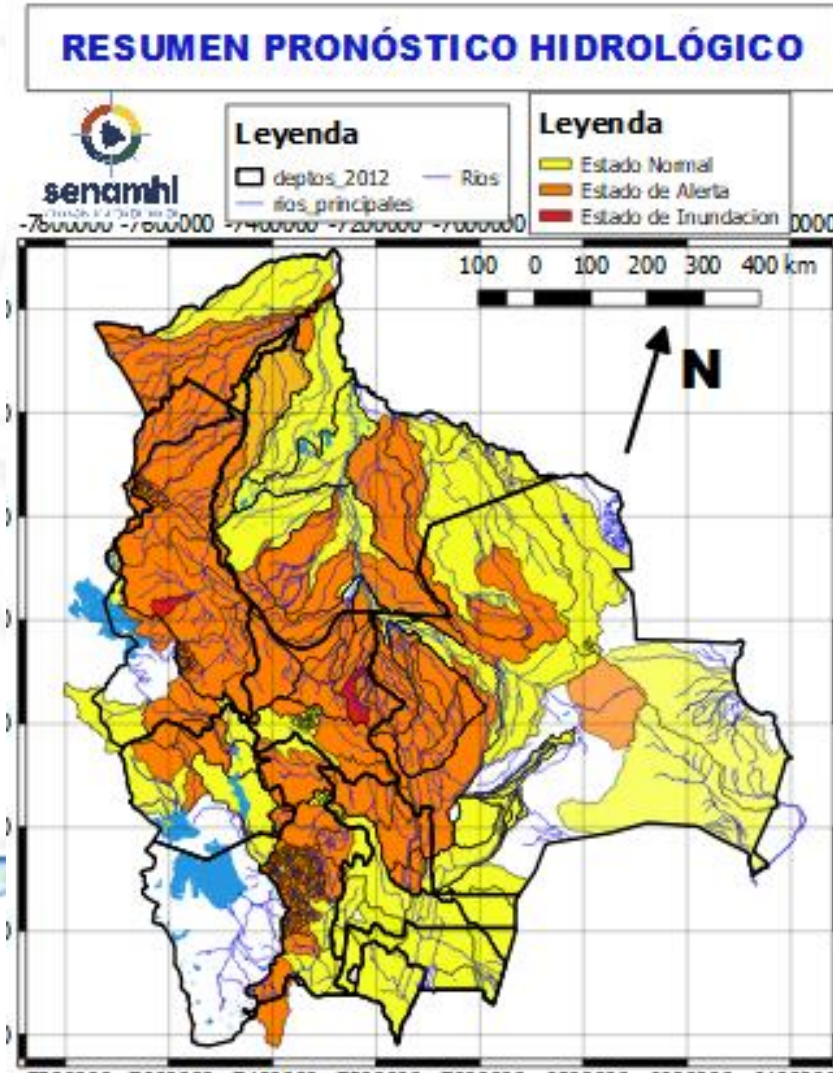 RESUMEN PRONÓSTICO HIDROLÓGICO
senamhi
Leyenda
deptos_2012
Rios
rios_principales
Leyenda
Estado Normal
Estado de Alerta
Estado de Inundacion
-7600000 -7400000 -7200000 -7000000
100 0 100 200 300 400 km
N